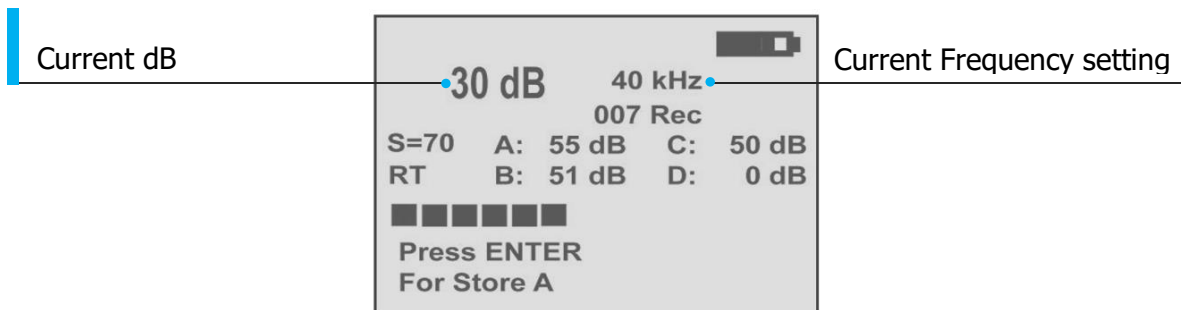 Current dB
Current Frequency setting
30 dB
40 kHz
007 Rec
S=70 A: 55 dB C: 50 dB
RT B: 51 dB D: 0 dB
Press ENTER
For Store A